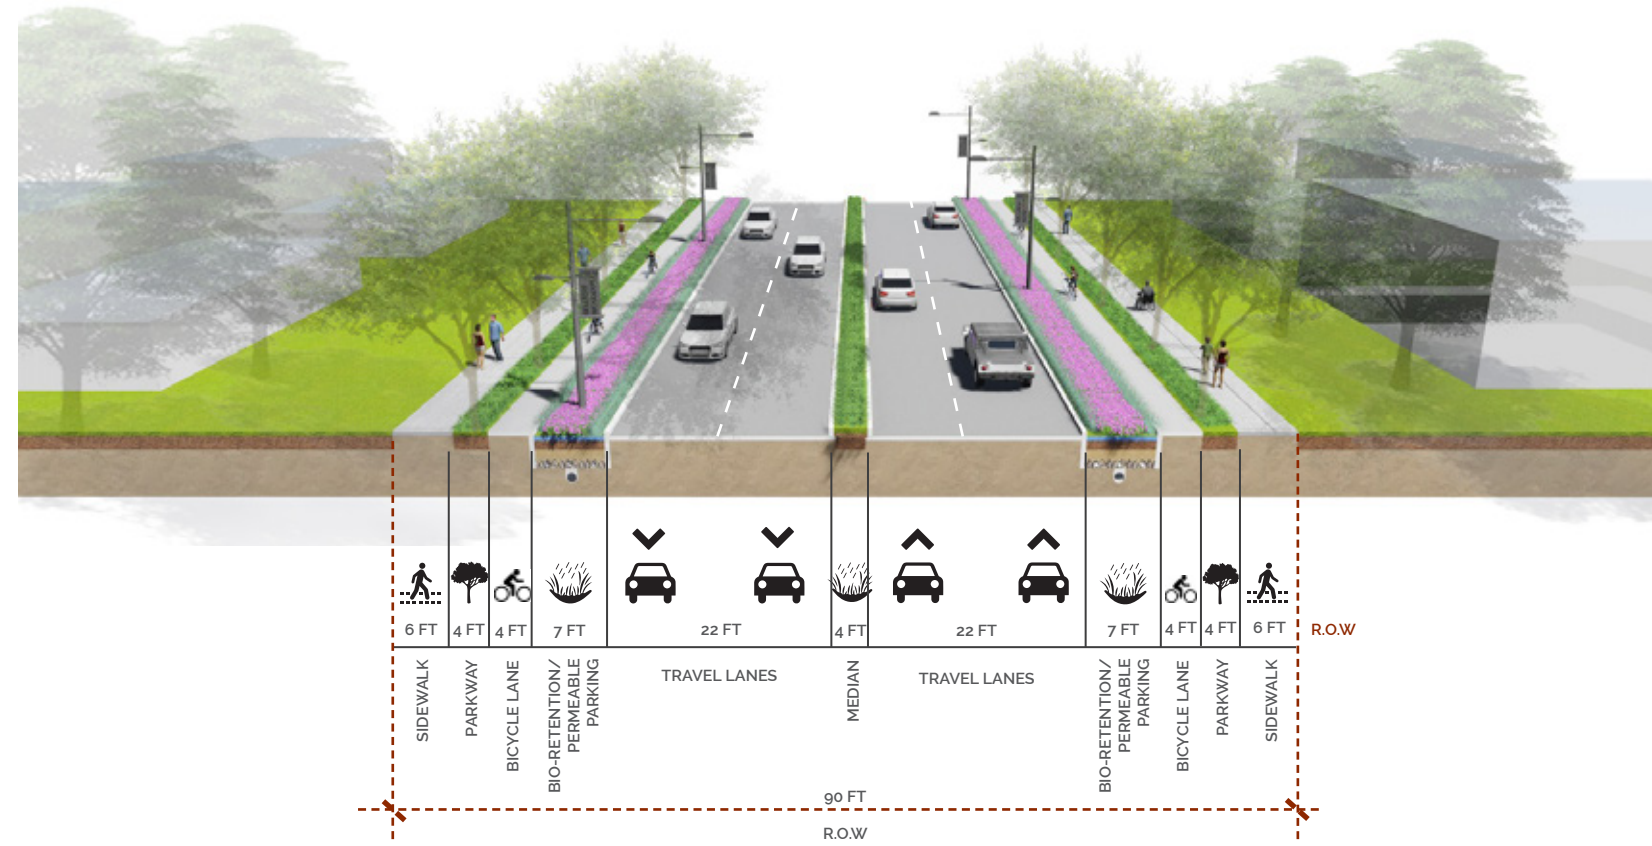 6 FT
4 FT
4 FT
7 FT
22 FT
4 FT
22 FT
7 FT
4 FT
4 FT
6 FT
R.O.W
SIDEWALK
PARKWAY
BICYCLE LANE
BIO-RETENTION/
PERMEABLE
PARKING
TRAVEL LANES
MEDIAN
TRAVEL LANES
BIO-RETENTION/
PERMEABLE
PARKING
BICYCLE LANE
PARKWAY
SIDEWALK
90 FT
R.O.W